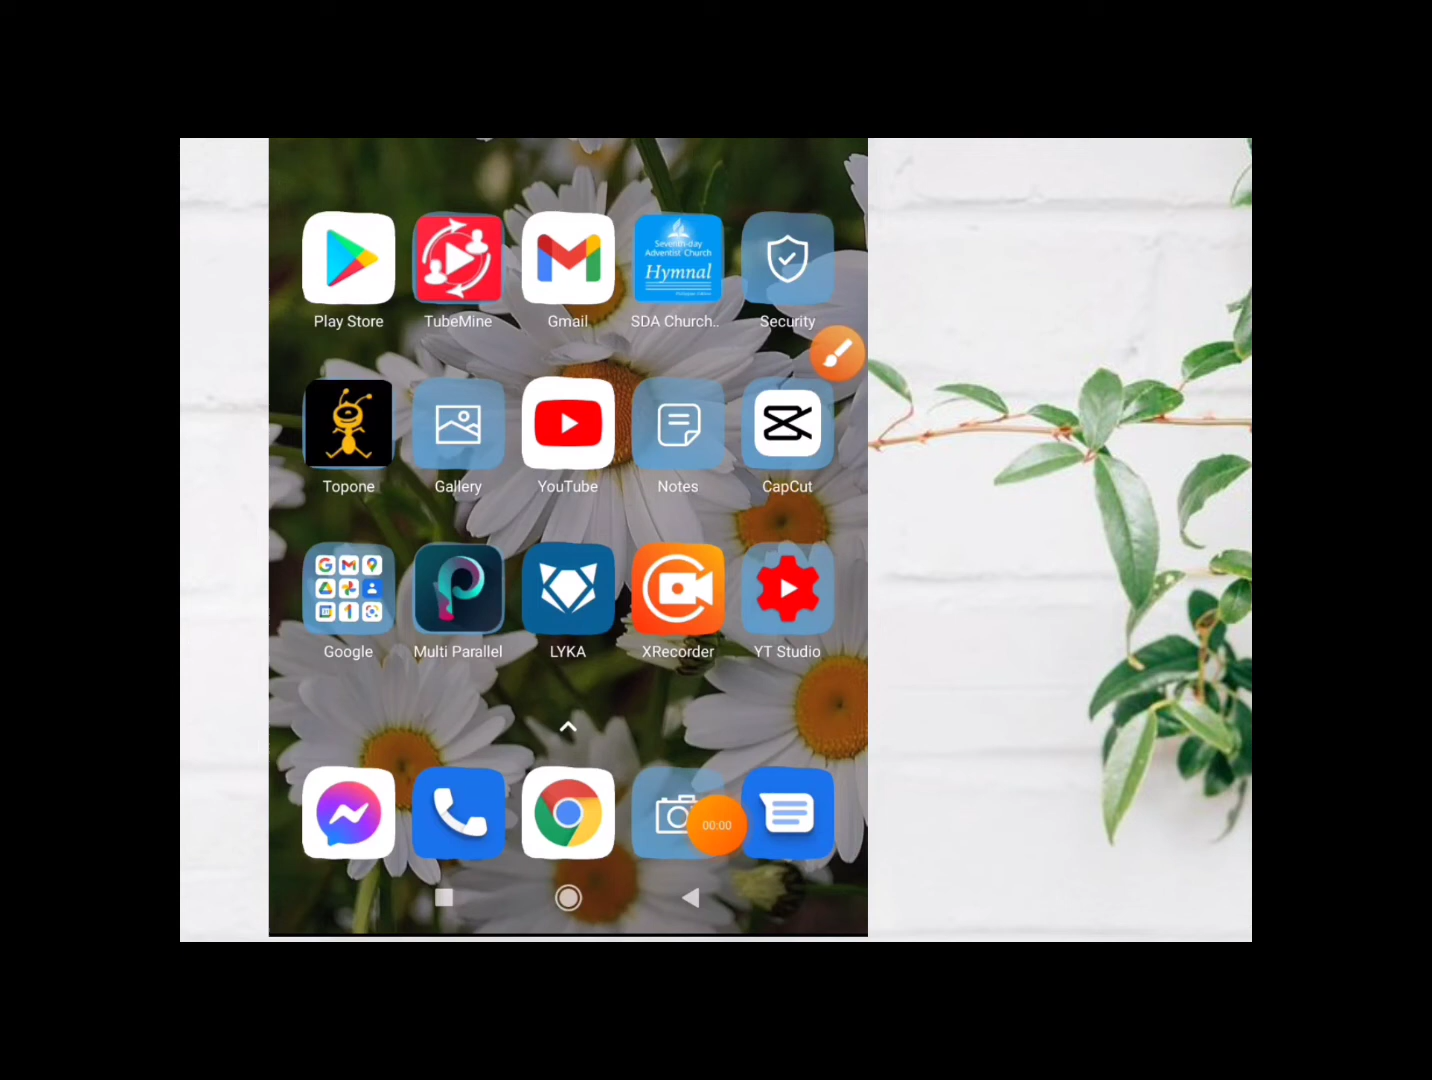 Seventh-day
Adventist Church
Hymnal
Play Store
TubeMine
Gmail
SDA Church..
Security
Topone
Gallery
YouTube
Notes
CapCut
Google
Multi Parallel
LYKA
XRecorder
YT Studio
00:00